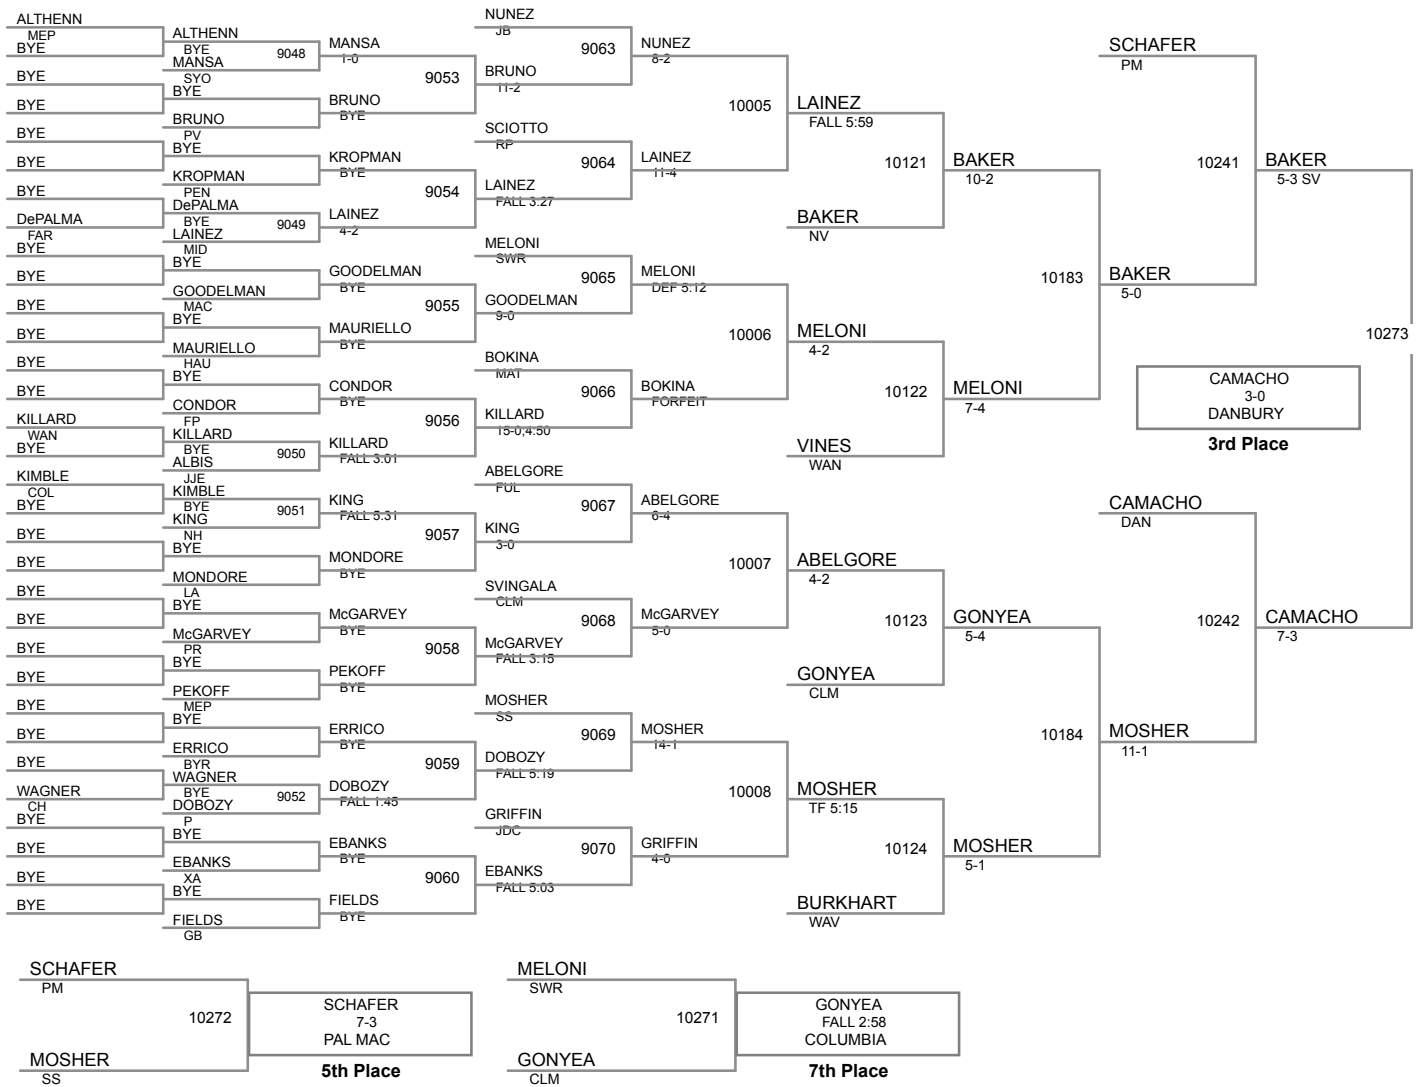 ALTHENN
MEP
BYE
BYE
BYE
BYE
BYE
BYE
DePALMA
FAR
BYE
BYE
BYE
BYE
BYE
BYE
KILLARD
WAN
BYE
KIMBLE
COL
BYE
BYE
BYE
BYE
BYE
BYE
BYE
BYE
BYE
BYE
WAGNER
CH
BYE
BYE
BYE
BYE
ALTHENN
BYE
9048
MANSA
SYO
BYE
BRUNO
PV
BYE
KROPMAN
PEN
DePALMA
BYE
9049
LAINEZ
MID
BYE
GOODELMAN
MAC
BYE
MAURIELLO
HAU
BYE
CONDOR
FP
KILLARD
BYE
9050
ALBIS
JJE
KIMBLE
BYE
9051
KING
NH
BYE
MONDORE
LA
BYE
McGARVEY
PR
BYE
PEKOFF
MEP
BYE
ERRICO
BYR
WAGNER
BYE
9052
DOBOZY
P
BYE
EBANKS
XA
BYE
FIELDS
GB
MANSA
1-0
9053
BRUNO
BYE
KROPMAN
BYE
9054
LAINEZ
4-2
GOODELMAN
BYE
9055
MAURIELLO
BYE
CONDOR
BYE
9056
KILLARD
FALL 3:01
KING
FALL 5:31
9057
MONDORE
BYE
McGARVEY
BYE
9058
PEKOFF
BYE
ERRICO
BYE
9059
DOBOZY
FALL 1:45
EBANKS
BYE
9060
FIELDS
BYE
NUNEZ
JB
9063
BRUNO
11-2
SCIOTTO
RP
9064
LAINEZ
FALL 3:27
MELONI
SWR
9065
GOODELMAN
9-0
BOKINA
MAT
9066
KILLARD
15-0,4:50
ABELGORE
FUL
9067
KING
3-0
SVINGALA
CLM
9068
McGARVEY
FALL 3:15
MOSHER
SS
9069
DOBOZY
FALL 5:19
GRIFFIN
JDC
9070
EBANKS
FALL 5:03
NUNEZ
8-2
10005
LAINEZ
11-4
MELONI
DEF 5:12
10006
BOKINA
FORFEIT
ABELGORE
6-4
10007
McGARVEY
5-0
MOSHER
14-1
10008
GRIFFIN
4-0
LAINEZ
FALL 5:59
10121
BAKER
NV
MELONI
4-2
10122
VINES
WAN
ABELGORE
4-2
10123
GONYEA
CLM
MOSHER
TF 5:15
10124
BURKHART
WAV
BAKER
10-2
10183
MELONI
7-4
GONYEA
5-4
10184
MOSHER
5-1
SCHAFER
PM
10241
BAKER
5-0
CAMACHO
DAN
10242
MOSHER
11-1
BAKER
5-3 SV
10273
CAMACHO
7-3
CAMACHO
3-0
DANBURY
3rd Place
SCHAFER
PM
10272
MOSHER
SS
SCHAFER
7-3
PAL MAC
5th Place
MELONI
SWR
10271
GONYEA
CLM
GONYEA
FALL 2:58
COLUMBIA
7th Place